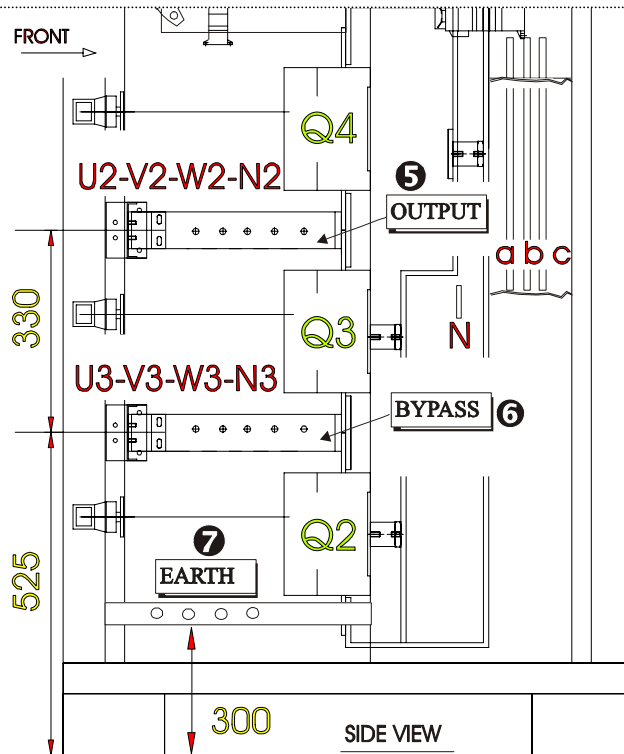 FRONT
Q4
U2-V2-W2-N2
5
OUTPUT
a b c
330
Q3
N
U3-V3-W3-N3
BYPASS 6
Q2
7
EARTH
525
300
SIDE VIEW